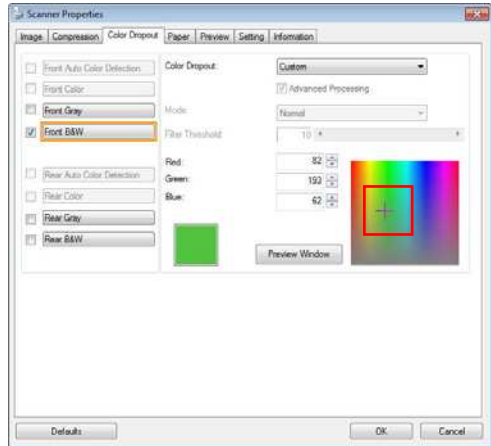 Scanner Properties
Image Compression Color Dropout Paper Preview Setting Information
Front Auto Color Detection
Front Color
Front Gray
Front B&W
Rear Auto Color Detection
Rear Color
Rear Gray
Rear B&W
Color Dropout: Custom
Advanced Processing
Mode: Normal
Filter Threshold: 10
Red: 82
Green: 193
Blue: 62
Preview Window
Defaults OK Cancel